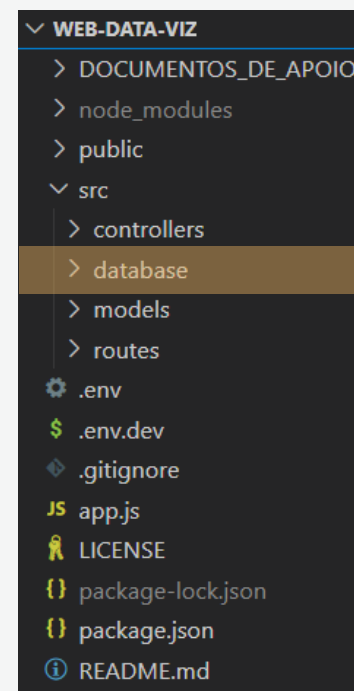 WEB-DATA-VIZ
DOCUMENTOS_DE_APOIO
node_modules
public
src
controllers
database
models
routes
.env
$ .env.dev
.gitignore
JS app.js
LICENSE
{} package-lock.json
{} package.json
README.md